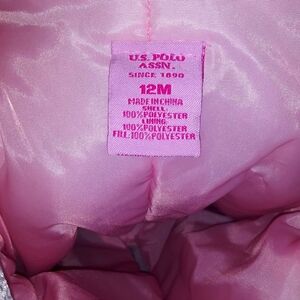 U.S. POLO
ASSN.
SINCE 1890
12M
MADE IN CHINA
SHELL:
100% POLYESTER
LINING:
100% POLYESTER
FILL: 100% POLYESTER